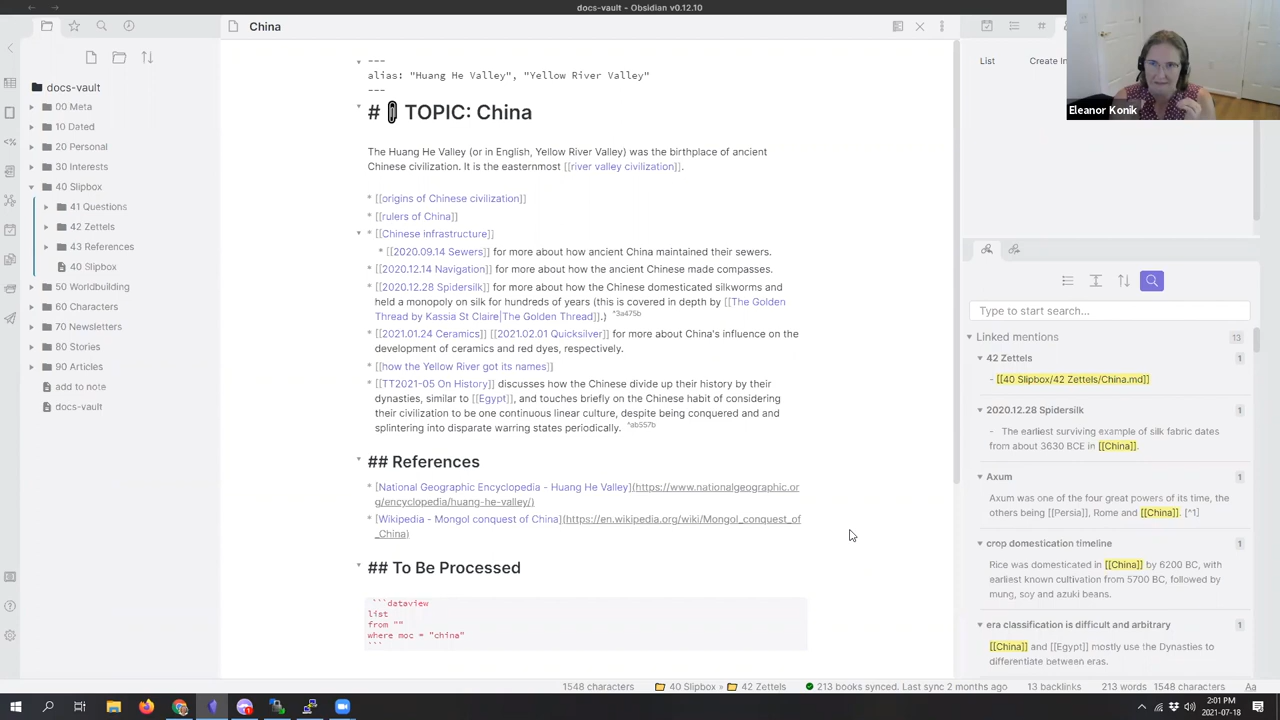 docs-vault - Obsidian v0.12.10
China
docs-vault
00 Meta
10 Dated
20 Personal
30 Interests
40 Slipbox
41 Questions
42 Zettels
43 References
40 Slipbox
50 Worldbuilding
60 Characters
70 Newsletters
80 Stories
90 Articles
add to note
docs-vault
---
alias: "Huang He Valley", "Yellow River Valley"
---
# TOPIC: China
The Huang He Valley (or in English, Yellow River Valley) was the birthplace of ancient
Chinese civilization. It is the easternmost [[river valley civilization]].
* [[origins of Chinese civilization]]
* [[rulers of China]]
* [[Chinese infrastructure]]
* [[2020.09.14 Sewers]] for more about how ancient China maintained their sewers.
* [[2020.12.14 Navigation]] for more about how the ancient Chinese made compasses.
* [[2020.12.28 Spidersilk]] for more about how the Chinese domesticated silkworms and
held a monopoly on silk for hundreds of years (this is covered in depth by [[The Golden
Thread by Kassia St Claire|The Golden Thread]].) ^3a475b
* [[2021.01.24 Ceramics]] [[2021.02.01 Quicksilver]] for more about China's influence on the
development of ceramics and red dyes, respectively.
* [[how the Yellow River got its names]]
* [[TT2021-05 On History]] discusses how the Chinese divide up their history by their
dynasties, similar to [[Egypt]], and touches briefly on the Chinese habit of considering
their civilization to be one continuous linear culture, despite being conquered and and
splintering into disparate warring states periodically. ^ab557b
## References
* [National Geographic Encyclopedia - Huang He Valley](https://www.nationalgeographic.or
g/encyclopedia/huang-he-valley/)
* [Wikipedia - Mongol conquest of China](https://en.wikipedia.org/wiki/Mongol_conquest_of
_China)
## To Be Processed
```dataview
list
from ""
where moc = "china"
```
List
Create In
Eleanor Konik
Type to start search...
Linked mentions 13
42 Zettels 1
- [[40 Slipbox/42 Zettels/China.md]]
2020.12.28 Spidersilk 1
- The earliest surviving example of silk fabric dates
from about 3630 BCE in [[China]].
Axum 1
Axum was one of the four great powers of its time, the
others being [[Persia]], Rome and [[China]]. [^1]
crop domestication timeline 1
Rice was domesticated in [[China]] by 6200 BC, with
earliest known cultivation from 5700 BC, followed by
mung, soy and azuki beans.
era classification is difficult and arbitrary 1
[[China]] and [[Egypt]] mostly use the Dynasties to
differentiate between eras.
1548 characters
40 Slipbox » 42 Zettels
213 books synced. Last sync 2 months ago
13 backlinks
213 words
1548 characters
Aa
2:01 PM
2021-07-18